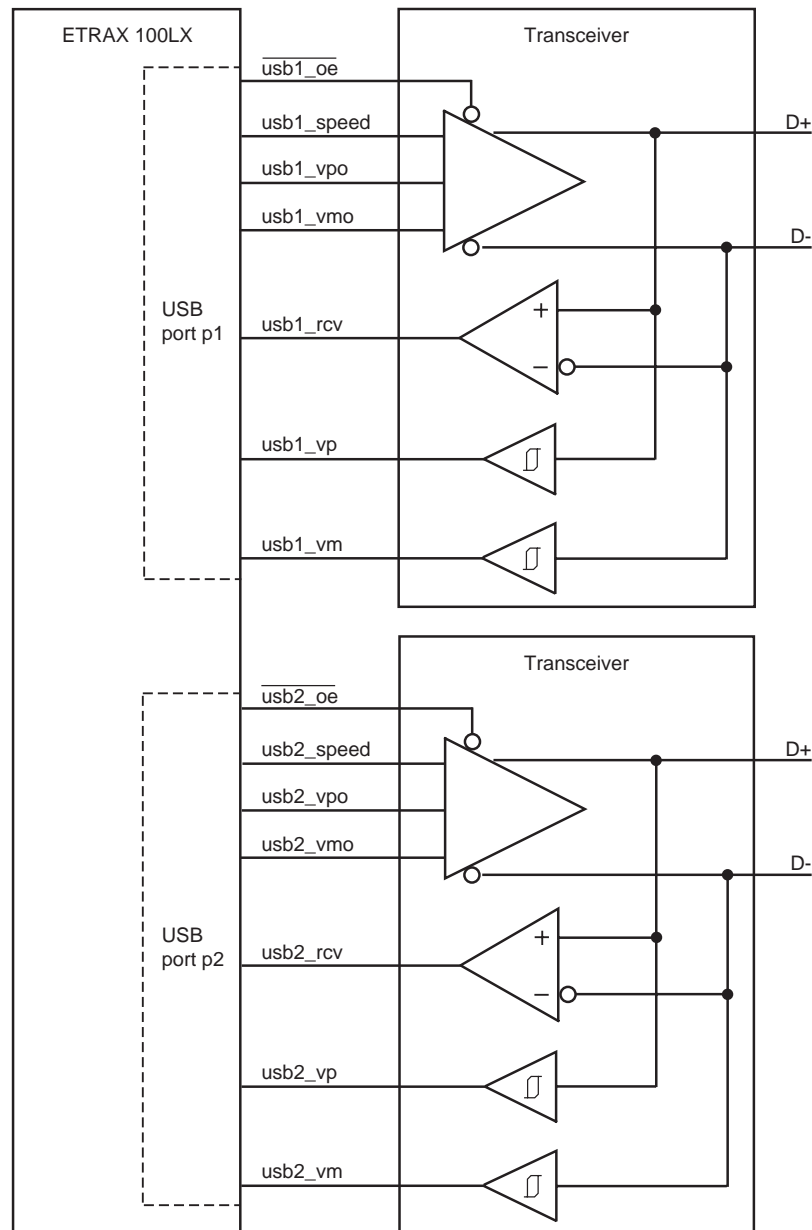 ETRAX 100LX
Transceiver
usb1_oe
usb1_speed
D+
usb1_vpo
usb1_vmo
D-
USB
port p1
+
usb1_rcv
−
usb1_vp
usb1_vm
Transceiver
usb2_oe
usb2_speed
D+
usb2_vpo
usb2_vmo
D-
USB
port p2
+
usb2_rcv
−
usb2_vp
usb2_vm